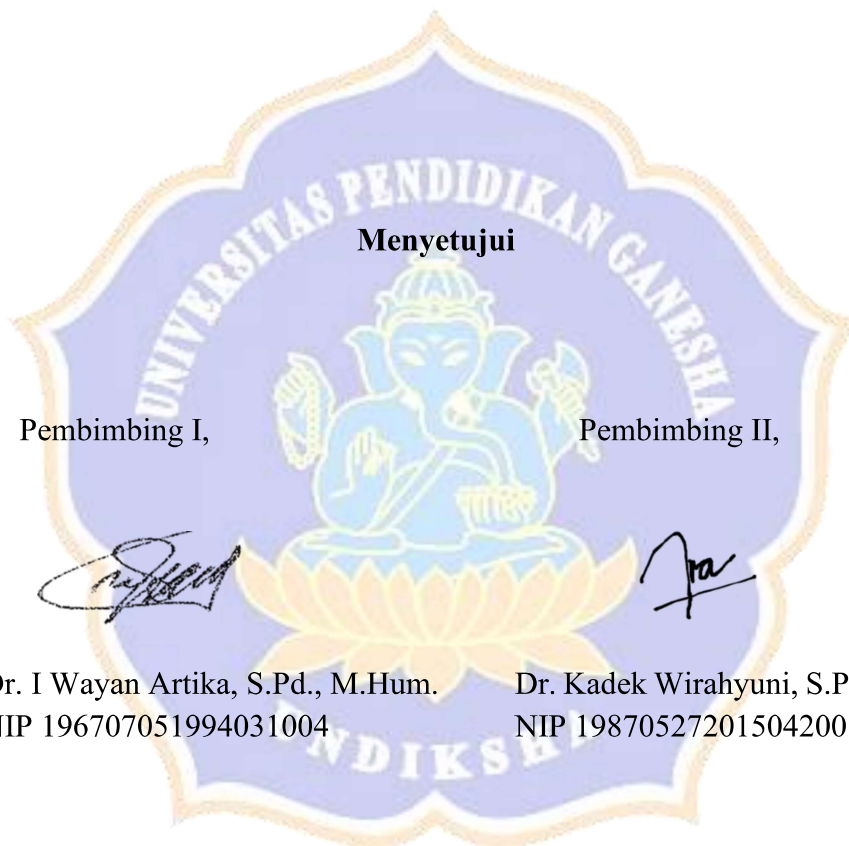 UNIVERSITAS PENDIDIKAN GANESHA
Menyetujui
Pembimbing I,
Pembimbing II,
Dr. I Wayan Artika, S.Pd., M.Hum.
NIP 196707051994031004
Dr. Kadek Wirahyuni, S.P
NIP 19870527201504200
UNDIKSHA